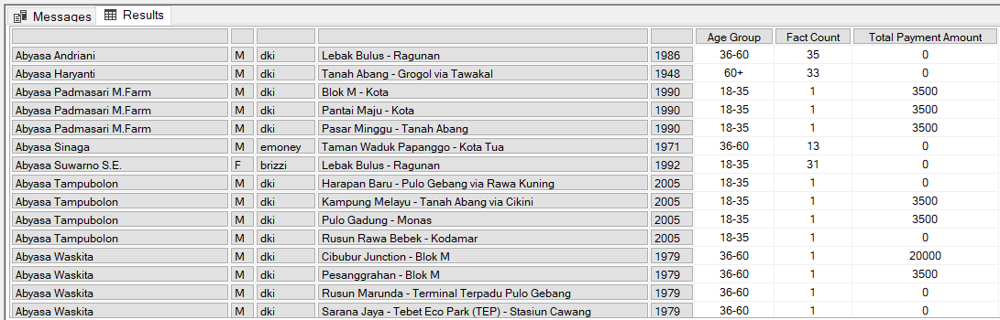 Messages Results
Age Group Fact Count Total Payment Amount
Abyasa Andriani M dki Lebak Bulus - Ragunan 1986 36-60 35 0
Abyasa Haryanti M dki Tanah Abang - Grogol via Tawakal 1948 60+ 33 0
Abyasa Padmasari M.Farm M dki Blok M - Kota 1990 18-35 1 3500
Abyasa Padmasari M.Farm M dki Pantai Maju - Kota 1990 18-35 1 3500
Abyasa Padmasari M.Farm M dki Pasar Minggu - Tanah Abang 1990 18-35 1 3500
Abyasa Sinaga M emoney Taman Waduk Papanggo - Kota Tua 1971 36-60 13 0
Abyasa Suwarno S.E. F brizzi Lebak Bulus - Ragunan 1992 18-35 31 0
Abyasa Tampubolon M dki Harapan Baru - Pulo Gebang via Rawa Kuning 2005 18-35 1 0
Abyasa Tampubolon M dki Kampung Melayu - Tanah Abang via Cikini 2005 18-35 1 3500
Abyasa Tampubolon M dki Pulo Gadung - Monas 2005 18-35 1 3500
Abyasa Tampubolon M dki Rusun Rawa Bebek - Kodamar 2005 18-35 1 0
Abyasa Waskita M dki Cibubur Junction - Blok M 1979 36-60 1 20000
Abyasa Waskita M dki Pesanggrahan - Blok M 1979 36-60 1 3500
Abyasa Waskita M dki Rusun Marunda - Terminal Terpadu Pulo Gebang 1979 36-60 1 0
Abyasa Waskita M dki Sarana Jaya - Tebet Eco Park (TEP) - Stasiun Cawang 1979 36-60 1 0